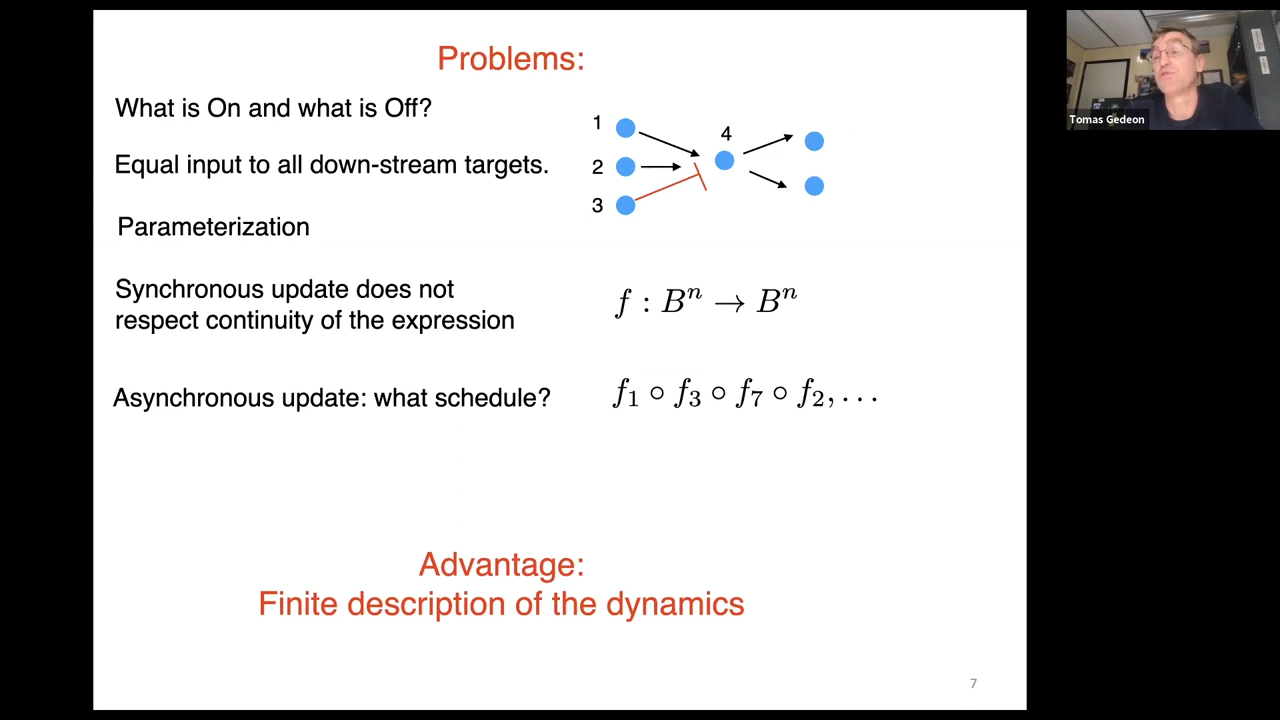 Problems:
What is On and what is Off?
1
4
Equal input to all down-stream targets.
2
3
Parameterization
Synchronous update does not
respect continuity of the expression
f : Bⁿ → Bⁿ
Asynchronous update: what schedule?
f₁ ∘ f₃ ∘ f₇ ∘ f₂, . . .
Advantage:
Finite description of the dynamics
7
Tomas Gedeon